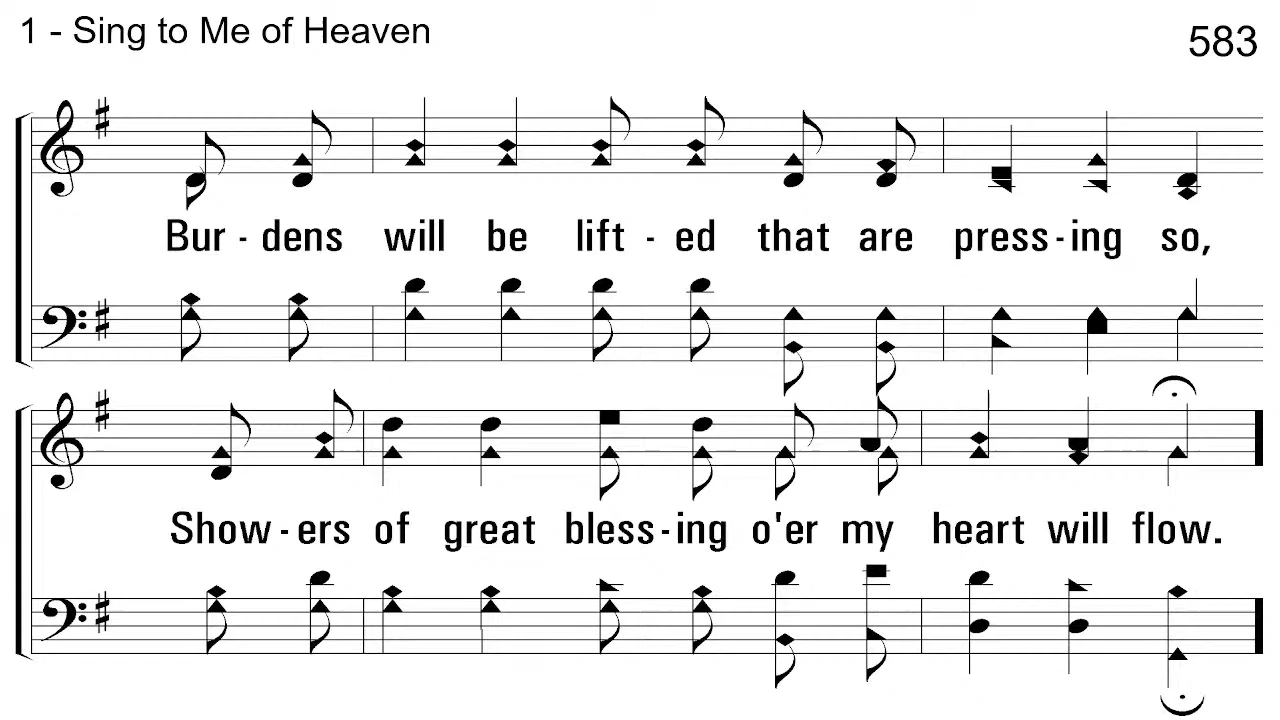 1 - Sing to Me of Heaven
583
Bur - dens will be lift - ed that are press - ing so,
Show - ers of great bless - ing o'er my heart will flow.